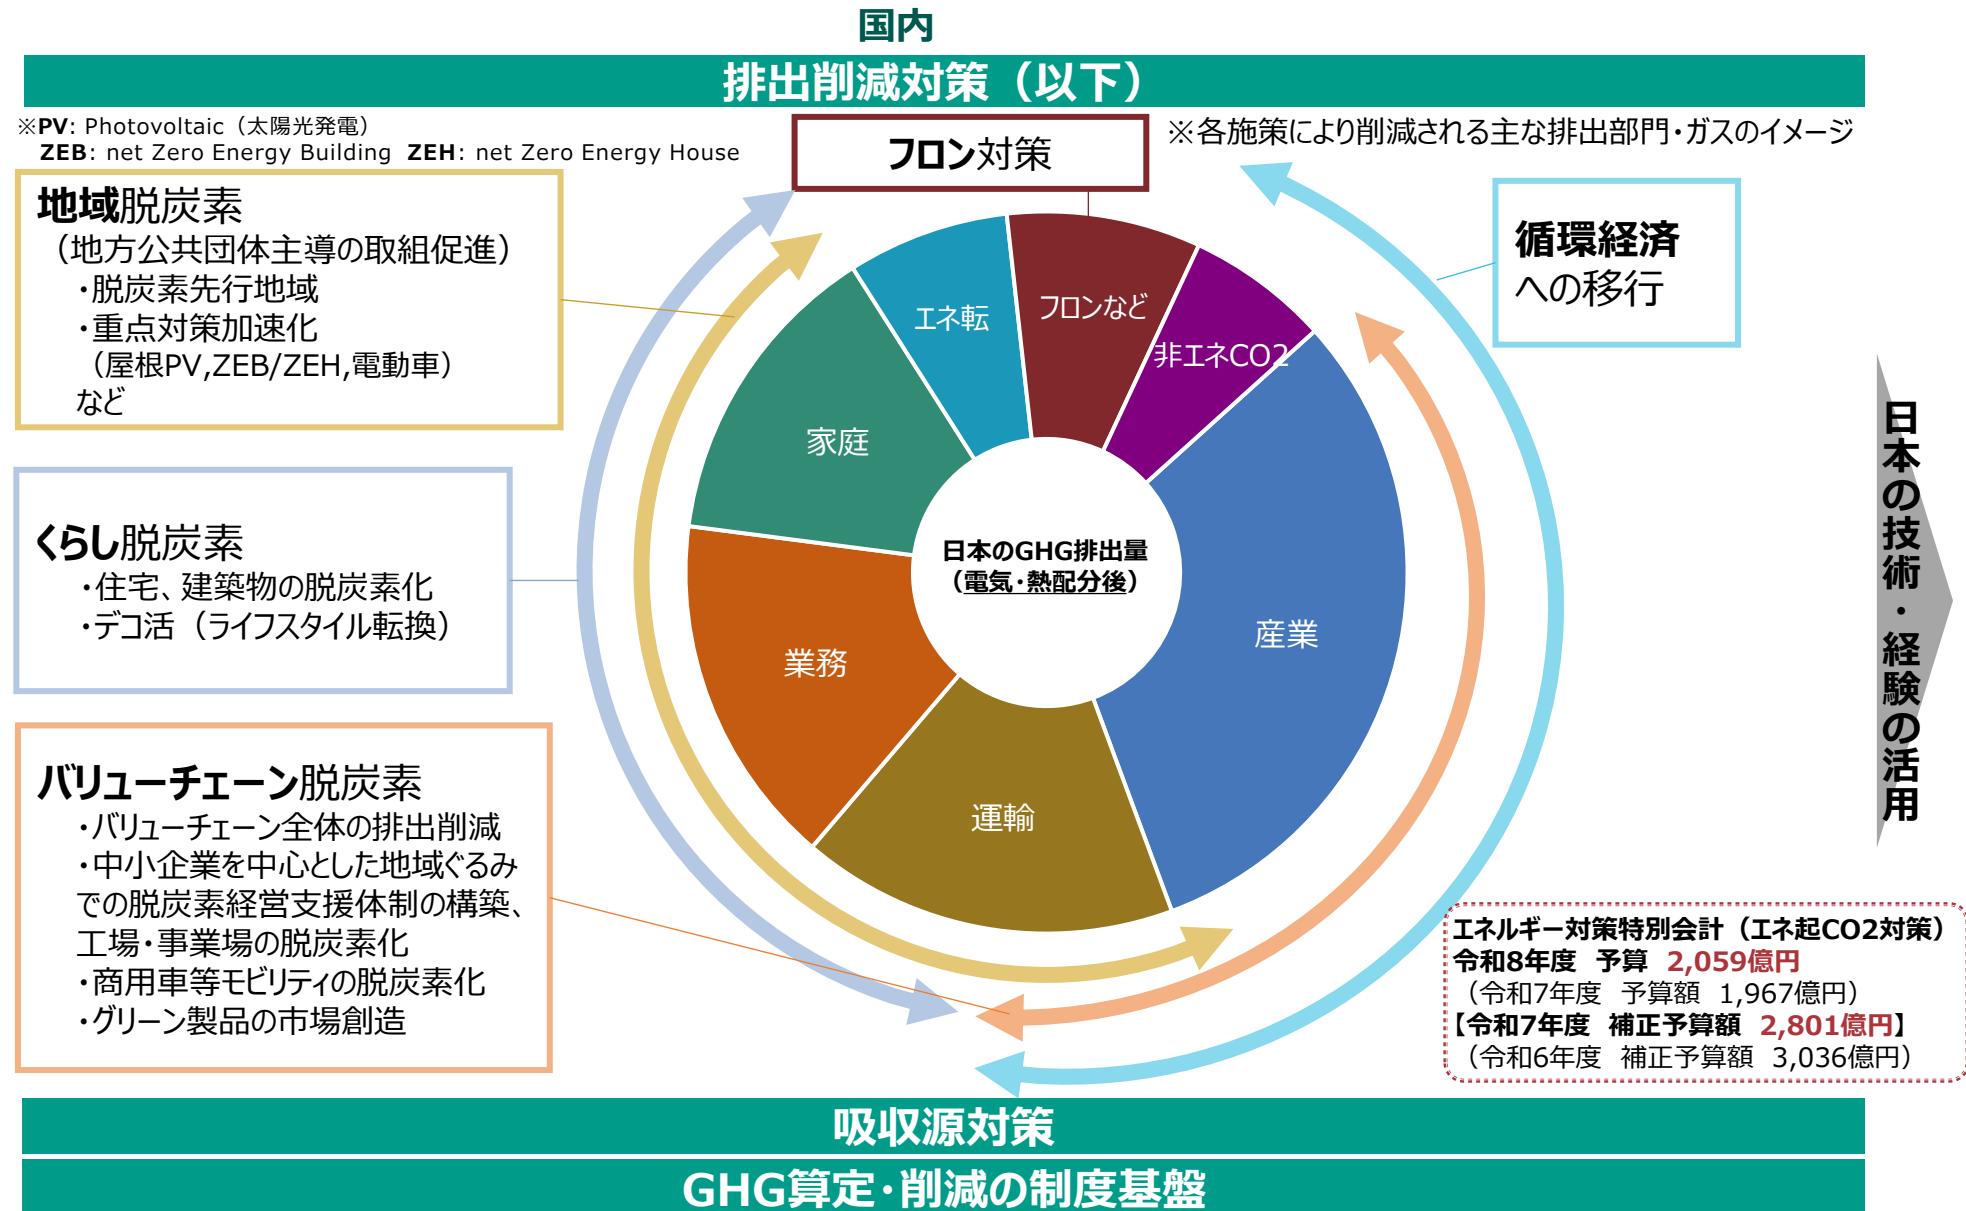 国内
排出削減対策（以下）
※PV: Photovoltaic（太陽光発電）
ZEB: net Zero Energy Building ZEH: net Zero Energy House
フロン対策
※各施策により削減される主な排出部門・ガスのイメージ
地域脱炭素
（地方公共団体主導の取組促進）
・脱炭素先行地域
・重点対策加速化
（屋根PV,ZEB/ZEH,電動車）
など
くらし脱炭素
・住宅、建築物の脱炭素化
・デコ活（ライフスタイル転換）
バリューチェーン脱炭素
・バリューチェーン全体の排出削減
・中小企業を中心とした地域ぐるみ
での脱炭素経営支援体制の構築、
工場・事業場の脱炭素化
・商用車等モビリティの脱炭素化
・グリーン製品の市場創造
エネ転
フロンなど
非エネCO2
家庭
業務
運輸
産業
日本のGHG排出量
（電気・熱配分後）
循環経済
への移行
日本の技術・経験の活用
エネルギー対策特別会計（エネ起CO2対策）
令和8年度 予算 2,059億円
（令和7年度 予算額 1,967億円）
【令和7年度 補正予算額 2,801億円】
（令和6年度 補正予算額 3,036億円）
吸収源対策
GHG算定・削減の制度基盤